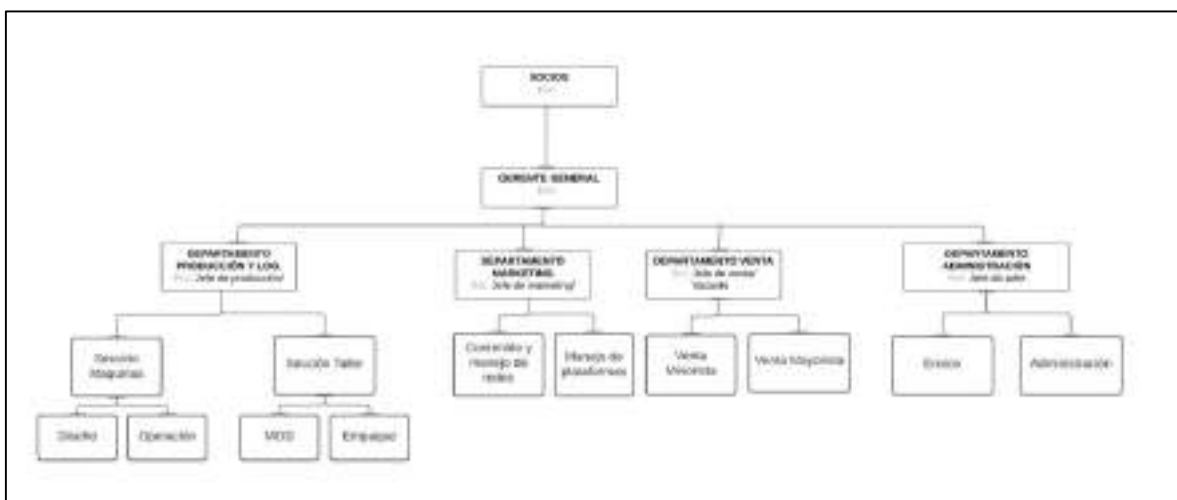 SOCIOS
GERENTE GENERAL
DEPARTAMENTO
PRODUCCIÓN Y LOG.
Jefe de producción/
DEPARTAMENTO
MARKETING
Jefe de marketing/
DEPARTAMENTO VENTA
Jefe de venta/
DEPARTAMENTO
ADMINISTRACIÓN
Sección
Maquinas
Sección Taller
Contenido y
manejo de
redes
Manejo de
plataformas
Venta
Minorista
Venta Mayorista
Administración
Diseño
Operación
MOD
Empaque